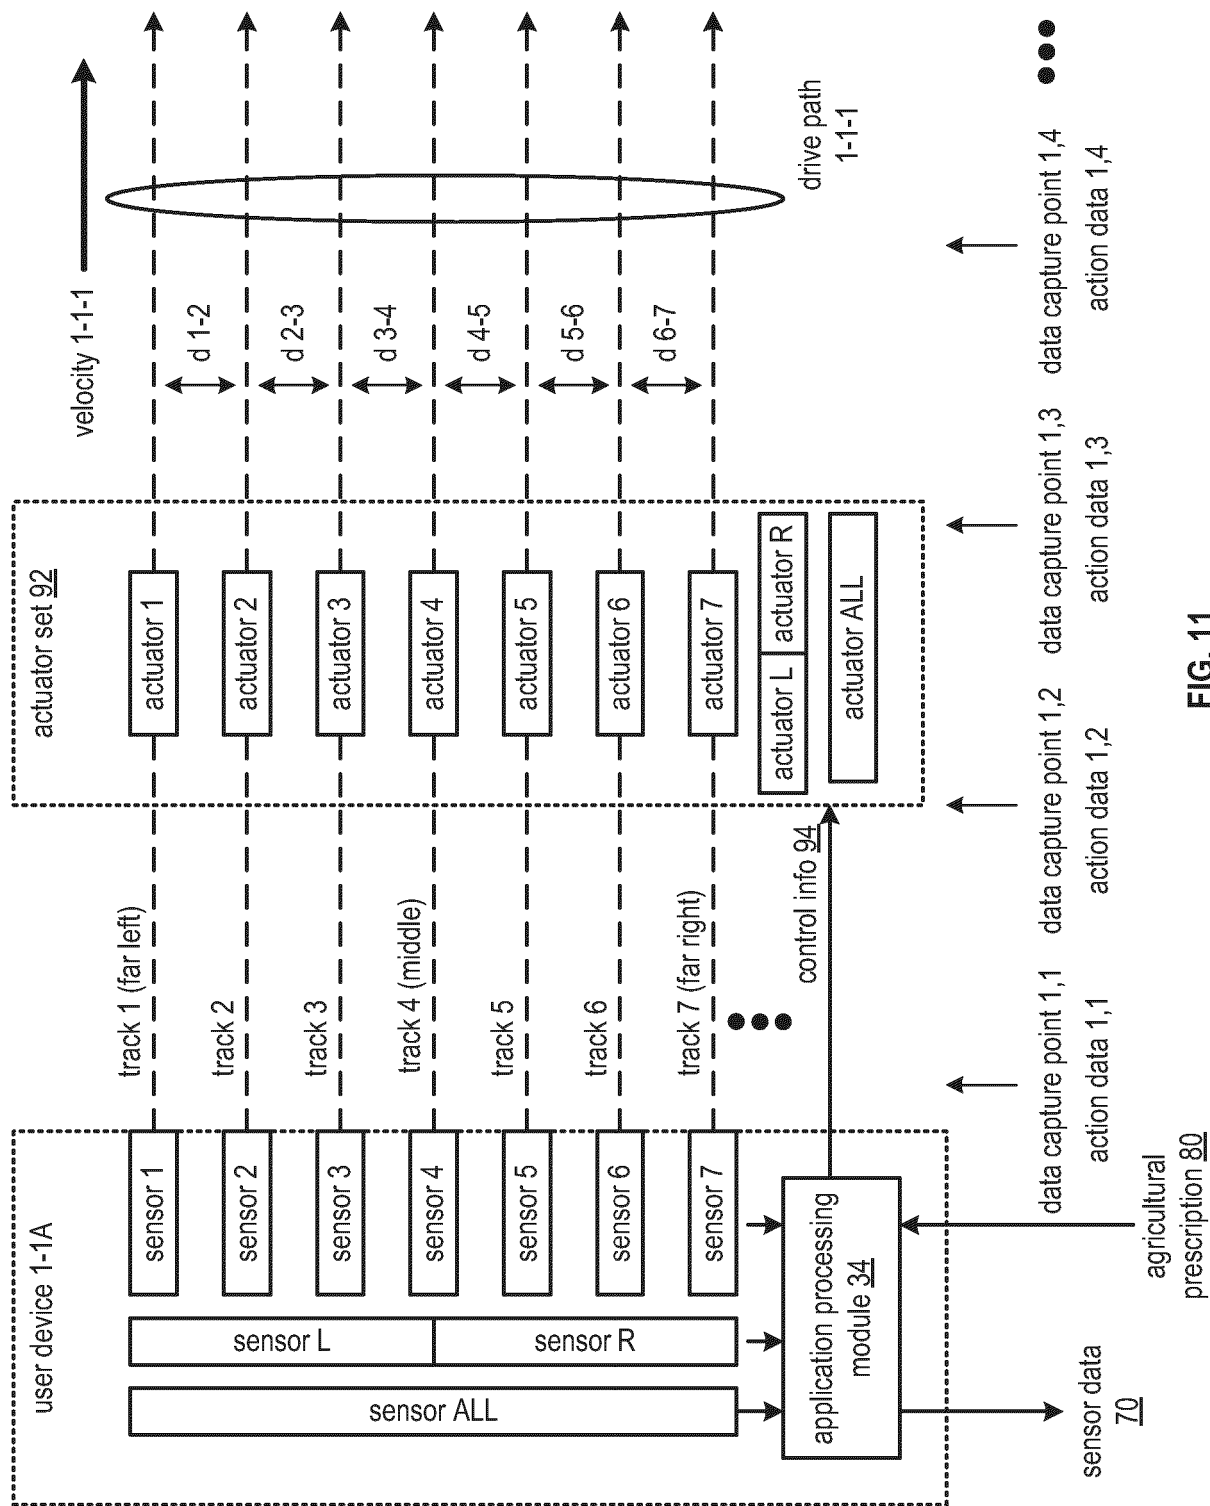 user device 1-1A
sensor ALL
sensor L
sensor R
sensor 1
sensor 2
sensor 3
sensor 4
sensor 5
sensor 6
sensor 7
application processing
module 34
sensor data
70
agricultural
prescription 80
track 1 (far left)
track 2
track 3
track 4 (middle)
track 5
track 6
track 7 (far right)
control info 94
actuator set 92
actuator 1
actuator 2
actuator 3
actuator 4
actuator 5
actuator 6
actuator 7
actuator L
actuator R
actuator ALL
velocity 1-1-1
d 1-2
d 2-3
d 3-4
d 4-5
d 5-6
d 6-7
drive path
1-1-1
data capture point 1,1
action data 1,1
data capture point 1,2
action data 1,2
data capture point 1,3
action data 1,3
data capture point 1,4
action data 1,4
FIG. 11